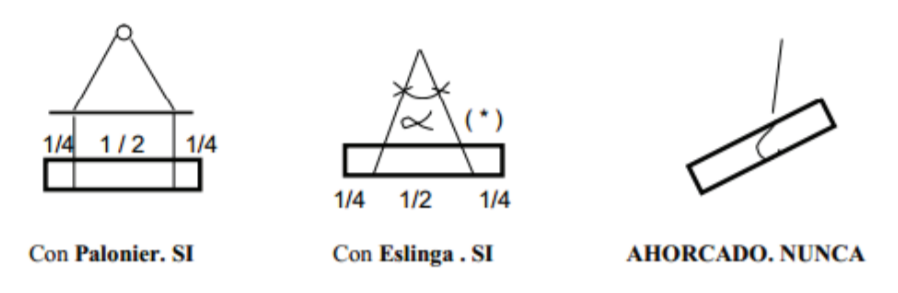 1/4 1 / 2 1/4
∝ (*)
1/4 1/2 1/4
Con Palonier. SI
Con Eslinga . SI
AHORCADO. NUNCA